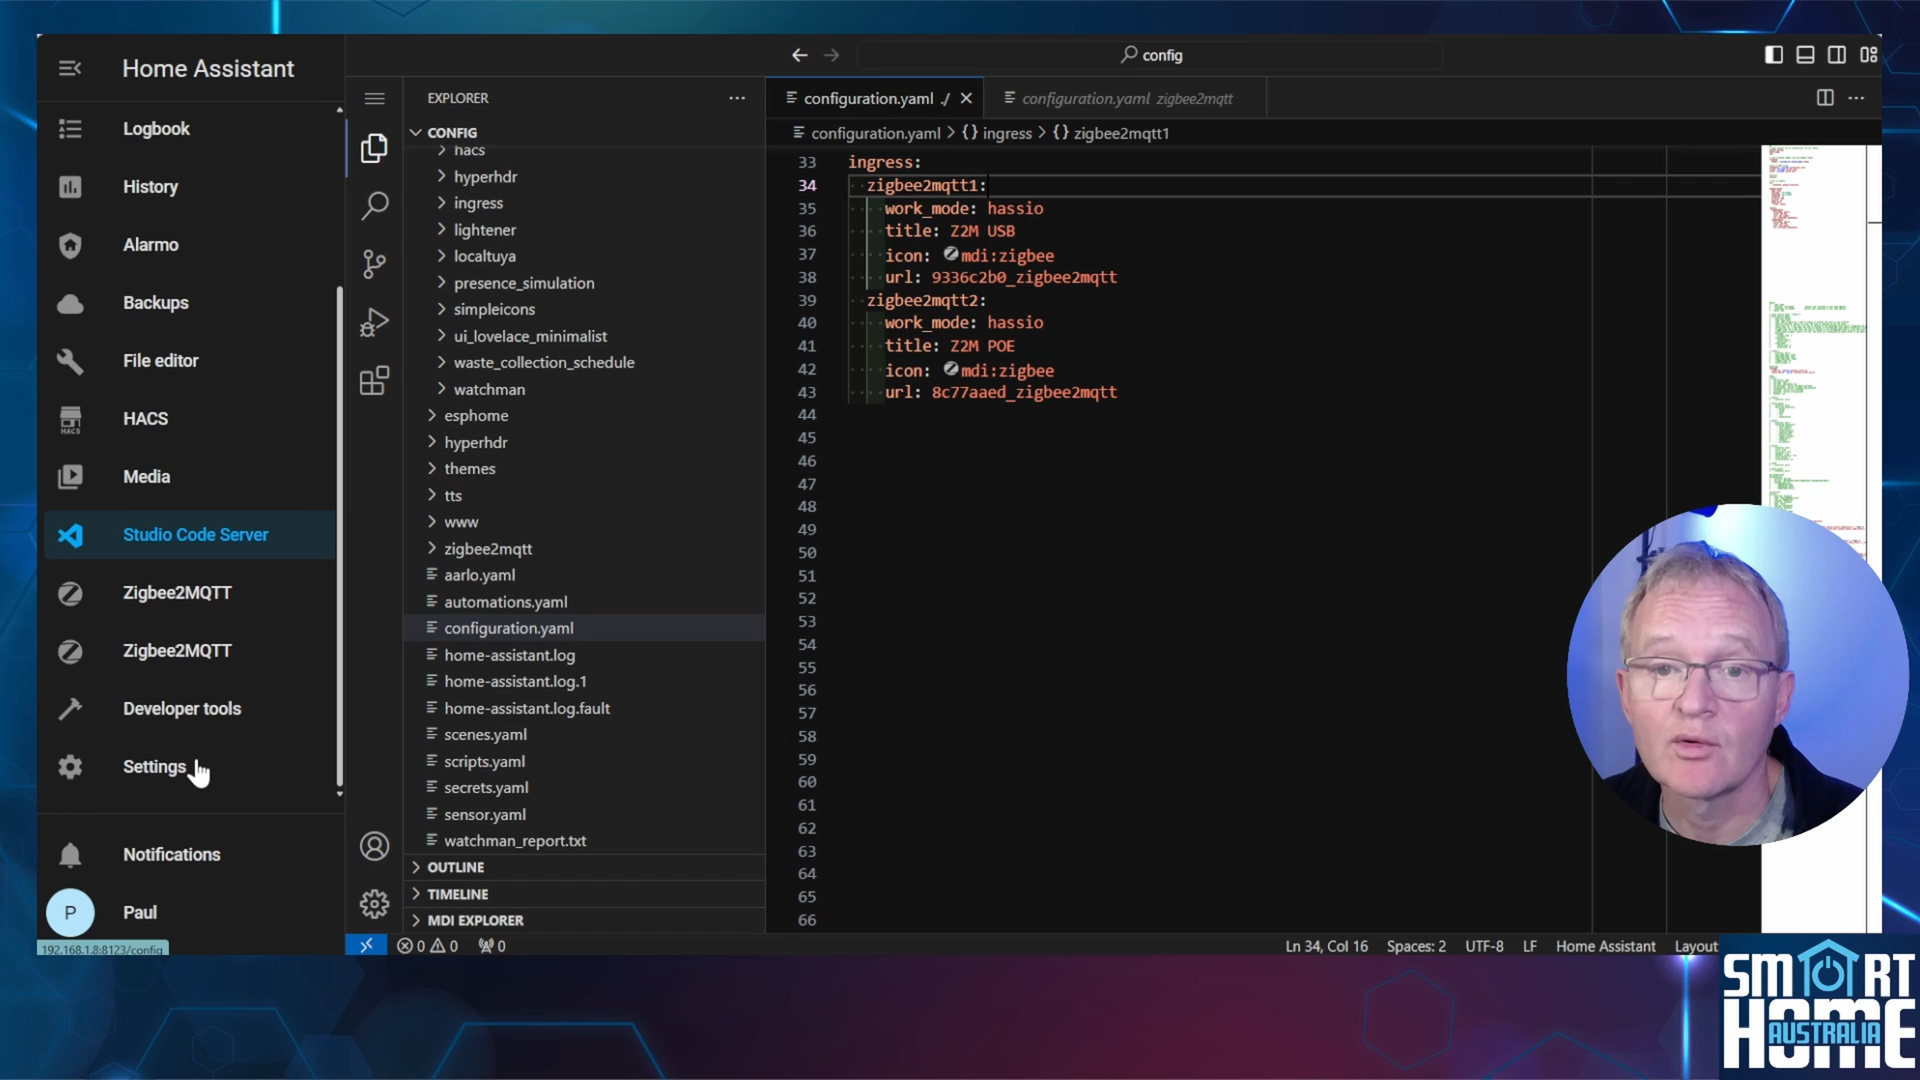 Home Assistant
Logbook
History
Alarmo
Backups
File editor
HACS
HACS
Media
Studio Code Server
Zigbee2MQTT
Zigbee2MQTT
Developer tools
Settings
Notifications
P
Paul
192.168.1.8:8123/config
config
EXPLORER
CONFIG
hacs
hyperhdr
ingress
lightener
localtuya
presence_simulation
simpleicons
ui_lovelace_minimalist
waste_collection_schedule
watchman
esphome
hyperhdr
themes
tts
www
zigbee2mqtt
aarlo.yaml
automations.yaml
configuration.yaml
home-assistant.log
home-assistant.log.1
home-assistant.log.fault
scenes.yaml
scripts.yaml
secrets.yaml
sensor.yaml
watchman_report.txt
OUTLINE
TIMELINE
MDI EXPLORER
configuration.yaml ./
configuration.yaml zigbee2mqtt
configuration.yaml > {} ingress > {} zigbee2mqtt1
33 ingress:
34 zigbee2mqtt1:
35 work_mode: hassio
36 title: Z2M USB
37 icon: mdi:zigbee
38 url: 9336c2b0_zigbee2mqtt
39 zigbee2mqtt2:
40 work_mode: hassio
41 title: Z2M POE
42 icon: mdi:zigbee
43 url: 8c77aaed_zigbee2mqtt
44
45
46
47
48
49
50
51
52
53
54
55
56
57
58
59
60
61
62
63
64
65
66
0 0 0
Ln 34, Col 16 Spaces: 2 UTF-8 LF Home Assistant Layout
SMART
HOME
AUSTRALIA